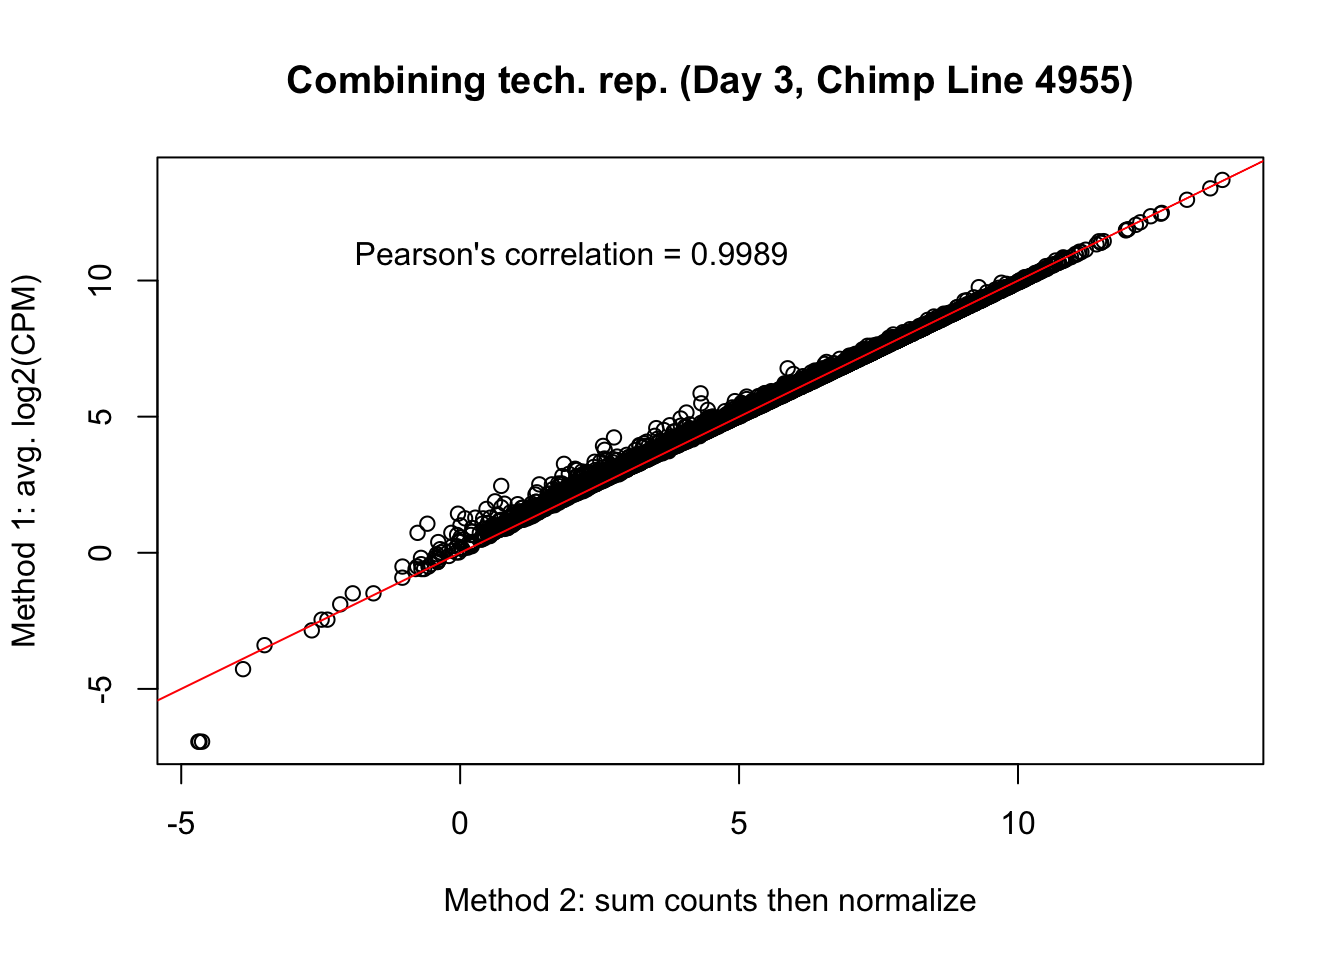 Combining tech. rep. (Day 3, Chimp Line 4955)
Pearson's correlation = 0.9989
Method 1: avg. log2(CPM)
10
5
0
-5
-5 0 5 10
Method 2: sum counts then normalize